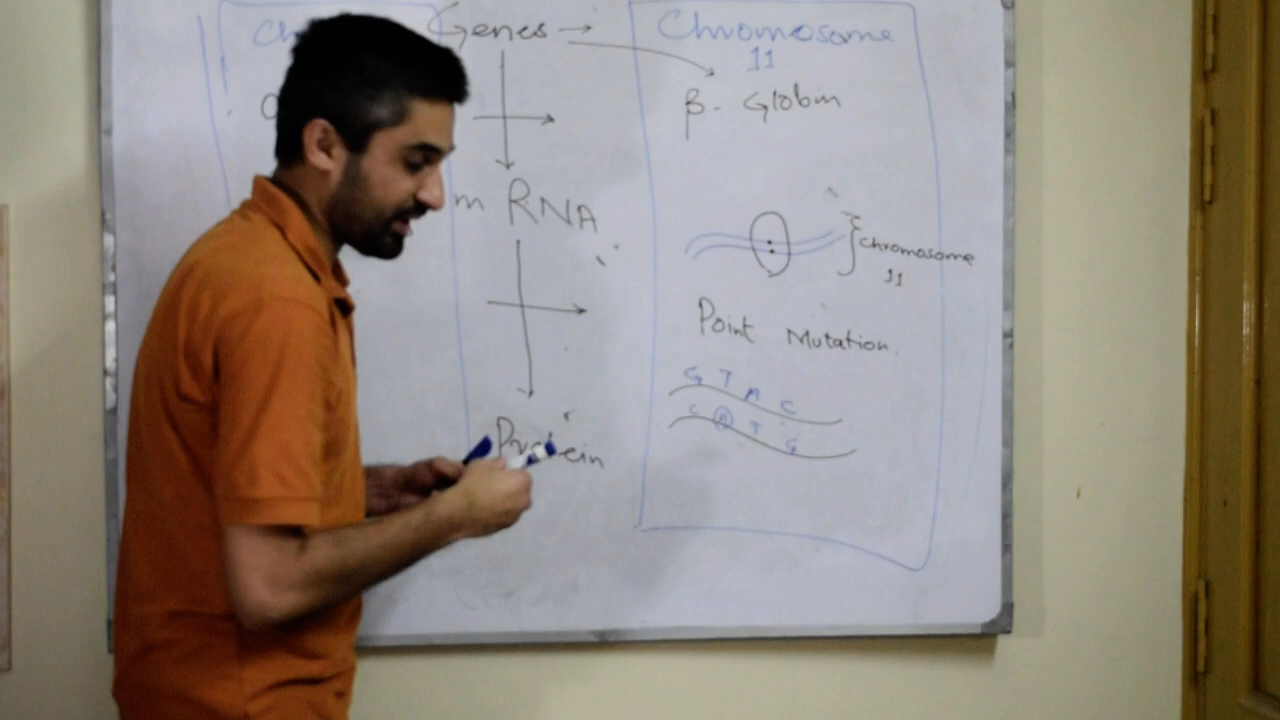 Genes →
m RNA
Protein
Chromosome
11
β - Globin
Chromosome
11
Point Mutation.
G T A C
C A T G